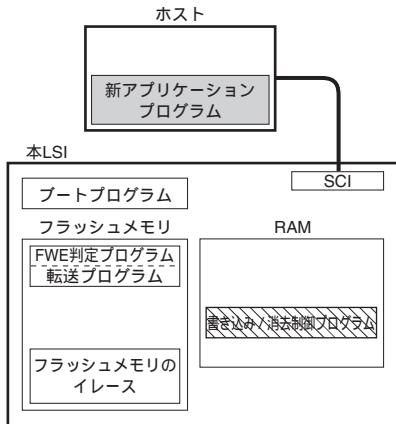 ホスト
新アプリケーション
プログラム
本LSI
SCI
ブートプログラム
フラッシュメモリ
RAM
FWE判定プログラム
転送プログラム
書き込み/消去制御プログラム
フラッシュメモリの
イレース